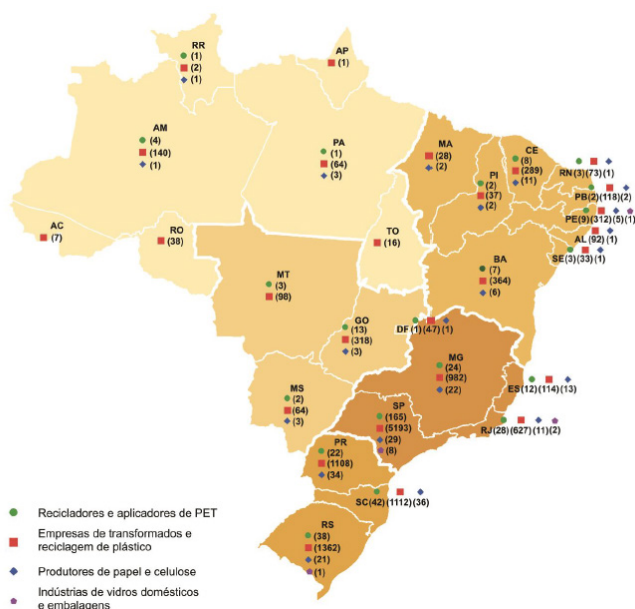 RR
(1)
(2)
(1)
AP
(1)
AM
(4)
(140)
(1)
PA
(1)
(64)
(3)
MA
(28)
(2)
PI
(2)
(37)
(2)
CE
(8)
(289)
(11)
RN(3)(73)(1)
PB(2)(118)(2)
PE(9)(312)(5)(1)
AL(92)(1)
SE(3)(33)(1)
AC
(7)
RO
(38)
TO
(16)
BA
(7)
(364)
(6)
MT
(3)
(98)
GO
(13)
(318)
(3)
DF(1)(47)(1)
MG
(24)
(982)
(22)
ES(12)(114)(13)
MS
(2)
(64)
(3)
SP
(165)
(5193)
(29)
(8)
RJ(28)(627)(11)(2)
PR
(22)
(1108)
(34)
SC(42)(1112)(36)
RS
(38)
(1362)
(21)
(1)
Recicladores e aplicadores de PET
Empresas de transformados e
reciclagem de plástico
Produtores de papel e celulose
Indústrias de vidros domésticos
e embalagens